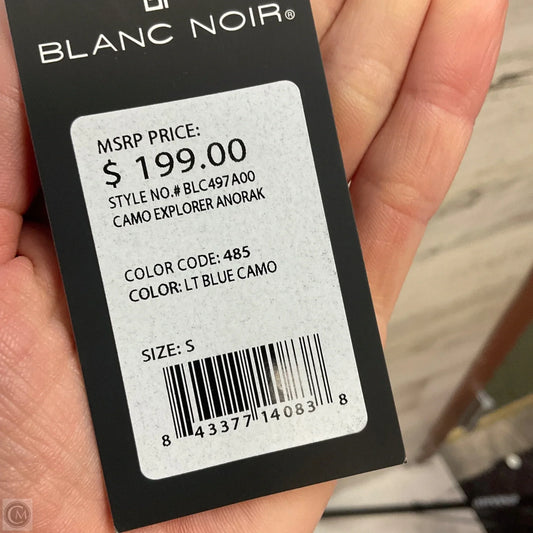 BLANC NOIR®
MSRP PRICE:
$ 199.00
STYLE NO.# BLC497A00
CAMO EXPLORER ANORAK
COLOR CODE: 485
COLOR: LT BLUE CAMO
SIZE: S
8 43377 14083 8